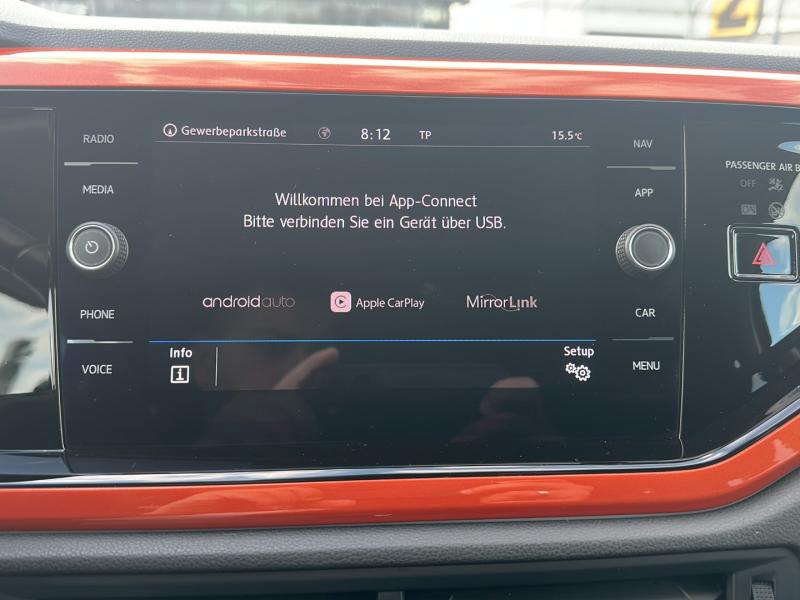 Gewerbeparkstraße 8:12 TP 15.5°C
RADIO
MEDIA
PHONE
VOICE
Willkommen bei App-Connect
Bitte verbinden Sie ein Gerät über USB.
androidauto Apple CarPlay MirrorLink
Info
i
Setup
NAV
APP
CAR
MENU
PASSENGER AIR B
OFF
ON